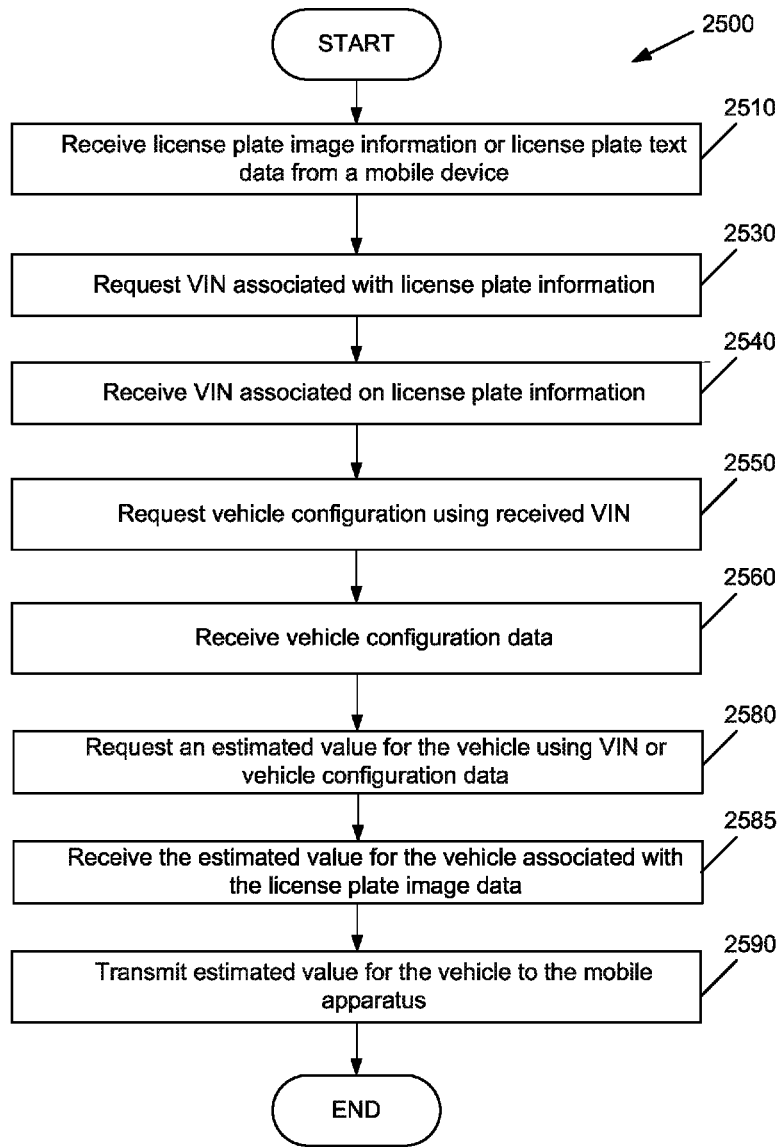 START
2500
2510
Receive license plate image information or license plate text
data from a mobile device
2530
Request VIN associated with license plate information
2540
Receive VIN associated on license plate information
2550
Request vehicle configuration using received VIN
2560
Receive vehicle configuration data
2580
Request an estimated value for the vehicle using VIN or
vehicle configuration data
2585
Receive the estimated value for the vehicle associated with
the license plate image data
2590
Transmit estimated value for the vehicle to the mobile
apparatus
END